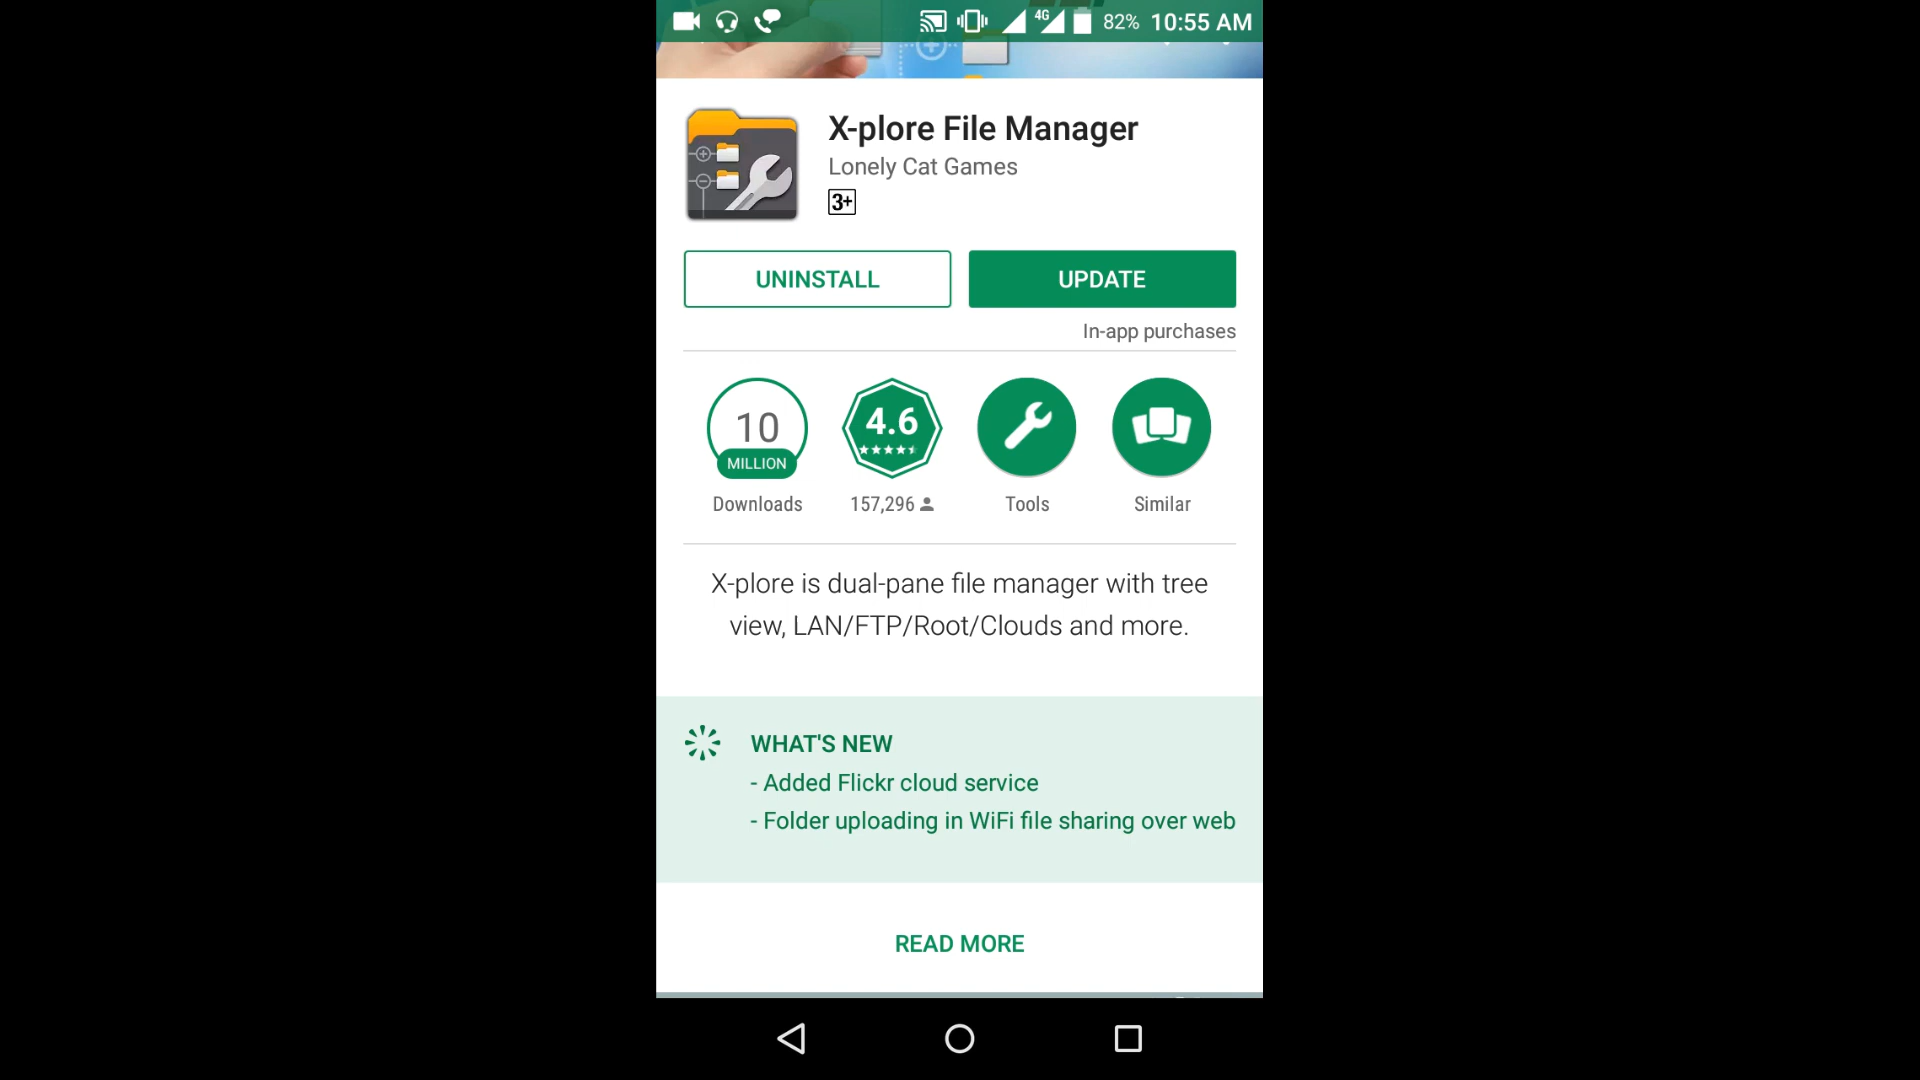 4G 82% 10:55 AM
X-plore File Manager
Lonely Cat Games
3+
UNINSTALL UPDATE
In-app purchases
10 4.6
MILLION
Downloads 157,296 Tools Similar
X-plore is dual-pane file manager with tree
view, LAN/FTP/Root/Clouds and more.
WHAT'S NEW
- Added Flickr cloud service
- Folder uploading in WiFi file sharing over web
READ MORE